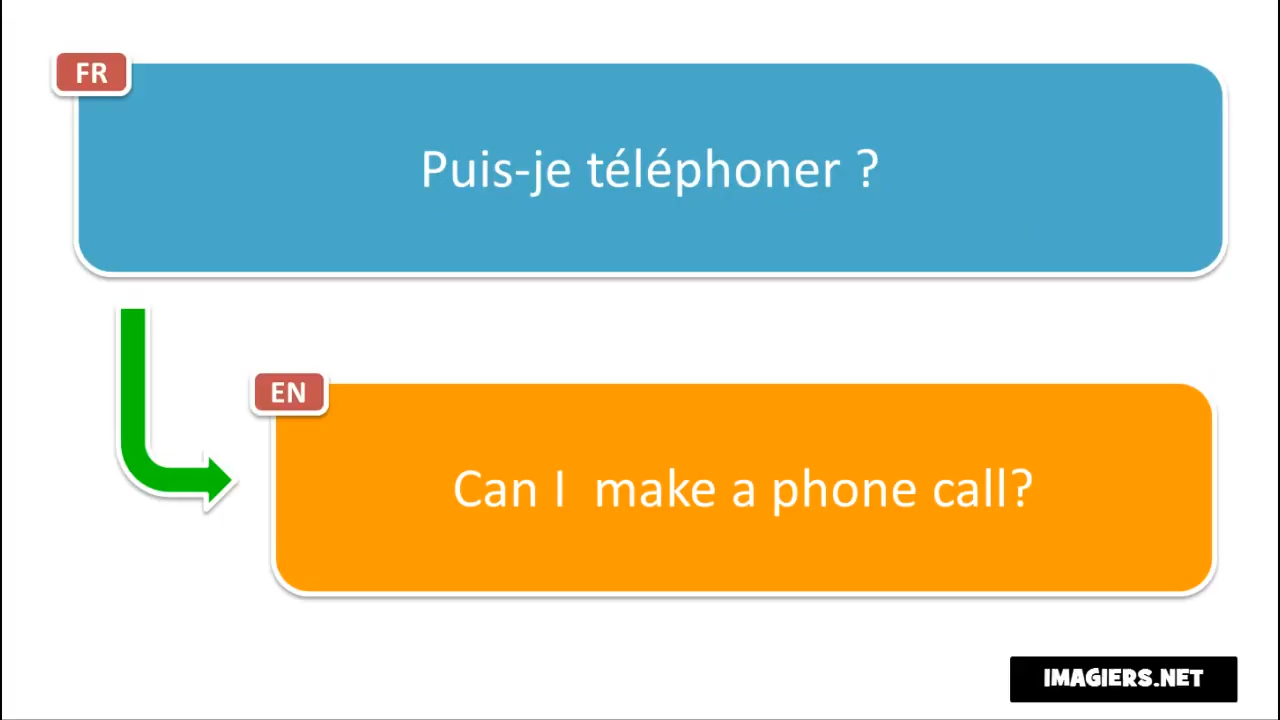 FR
Puis-je téléphoner ?
EN
Can I  make a phone call?
IMAGIERS.NET